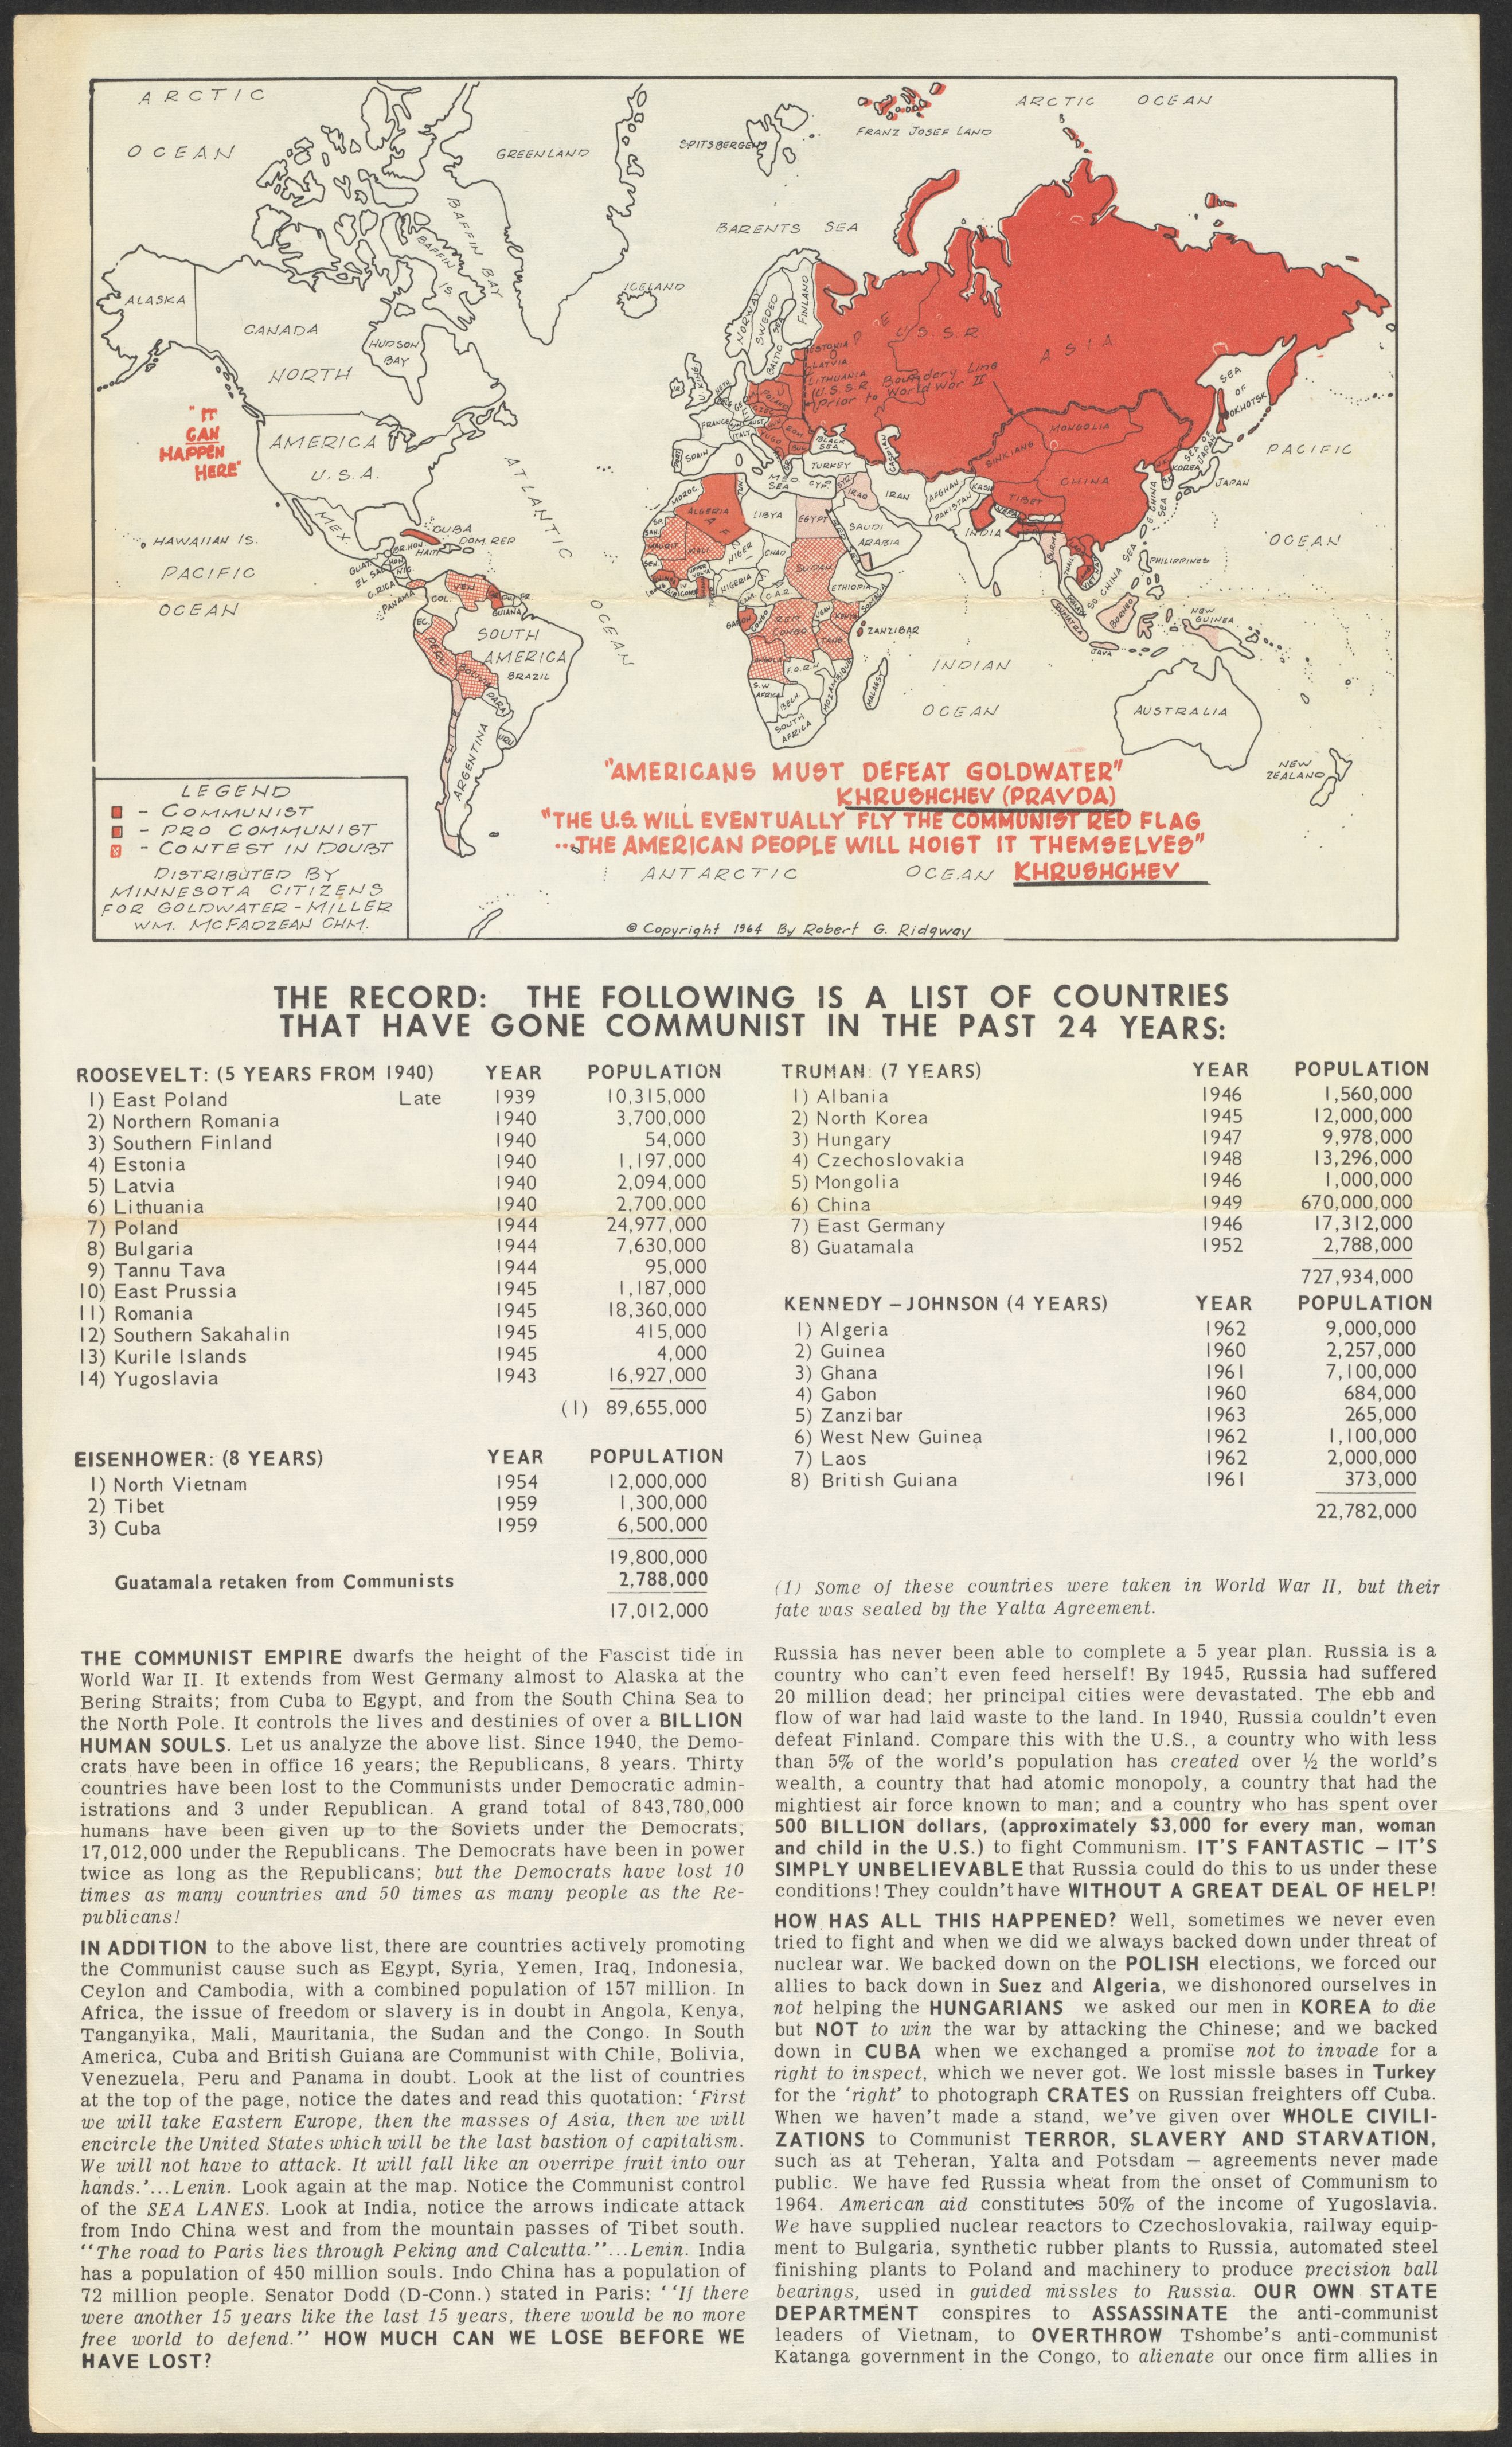 ARCTIC
OCEAN
GREENLAND
SPITSBERGEN
FRANZ JOSEF LAND
ARCTIC OCEAN
BAFFIN BAY
BAFFIN IS.
BARENTS SEA
ICELAND
ALASKA
CANADA
HUDSON BAY
NORTH
AMERICA
U.S.A.
"IT
CAN
HAPPEN
HERE"
NORWAY
SWEDEN
FINLAND
BALTIC SEA
ESTONIA
LATVIA
LITHUANIA
U.S.S.R. Boundary Line
Prior to World War II
U.S.S.R.
ASIA
SEA OF OKHOTSK
MONGOLIA
SINKIANG
CHINA
TIBET
KOREA
SEA OF JAPAN
JAPAN
E. CHINA SEA
PACIFIC
OCEAN
POLAND
FRANCE
SPAIN
ITALY
YUGO
ROM.
BLACK SEA
CASPIAN
TURKEY
MED. SEA
CYP.
SYR.
IRAQ
IRAN
AFGHAN
PAKISTAN
KASH
NEPAL
INDIA
BURMA
THAI.
VIETNAM
SO. CHINA SEA
PHILIPPINES
MEX.
CUBA
HAITI
DOM. REP.
BR. HON.
GUAT.
EL SAL.
HON.
NIC.
C. RICA
PANAMA
HAWAIIAN IS.
PACIFIC
OCEAN
ATLANTIC
OCEAN
VEN.
COL.
GUIANA
EC.
PERU
SOUTH
AMERICA
BRAZIL
BOLIVIA
PARA.
CHILE
ARGENTINA
URU.
MOROC.
ALGERIA
TUN.
LIBYA
EGYPT
SAUDI
ARABIA
RED SEA
SP. SAH.
MAURIT.
MALI
NIGER
CHAD
SUDAN
SEN.
UPPER VOLTA
NIGERIA
CAM.
C.A.R.
ETHIOPIA
SOMALIA
GABON
CONGO
REP. CONGO
UGAN.
KENYA
TANG.
ZANZIBAR
ANGOLA
F.O.R.N.
MOZAMBIQUE
MALAGSY
S.W. AFRICA
BECH.
SOUTH AFRICA
INDIAN
OCEAN
SUMATRA
BORNEO
JAVA
NEW GUINEA
AUSTRALIA
NEW ZEALAND
"AMERICANS MUST DEFEAT GOLDWATER"
KHRUSHCHEV (PRAVDA)
"THE U.S. WILL EVENTUALLY FLY THE COMMUNIST RED FLAG
...THE AMERICAN PEOPLE WILL HOIST IT THEMSELVES"
KHRUSHCHEV
ANTARCTIC OCEAN
© Copyright 1964 By Robert G. Ridgway
LEGEND
- COMMUNIST
- PRO COMMUNIST
- CONTEST IN DOUBT
DISTRIBUTED BY
MINNESOTA CITIZENS
FOR GOLDWATER-MILLER
WM. MCFADZEAN CHM.
THE RECORD: THE FOLLOWING IS A LIST OF COUNTRIES
THAT HAVE GONE COMMUNIST IN THE PAST 24 YEARS:
ROOSEVELT: (5 YEARS FROM 1940) YEAR POPULATION
1) East Poland Late 1939 10,315,000
2) Northern Romania 1940 3,700,000
3) Southern Finland 1940 54,000
4) Estonia 1940 1,197,000
5) Latvia 1940 2,094,000
6) Lithuania 1940 2,700,000
7) Poland 1944 24,977,000
8) Bulgaria 1944 7,630,000
9) Tannu Tava 1944 95,000
10) East Prussia 1945 1,187,000
11) Romania 1945 18,360,000
12) Southern Sakahalin 1945 415,000
13) Kurile Islands 1945 4,000
14) Yugoslavia 1943 16,927,000
(1) 89,655,000
EISENHOWER: (8 YEARS) YEAR POPULATION
1) North Vietnam 1954 12,000,000
2) Tibet 1959 1,300,000
3) Cuba 1959 6,500,000
19,800,000
Guatamala retaken from Communists 2,788,000
17,012,000
TRUMAN: (7 YEARS) YEAR POPULATION
1) Albania 1946 1,560,000
2) North Korea 1945 12,000,000
3) Hungary 1947 9,978,000
4) Czechoslovakia 1948 13,296,000
5) Mongolia 1946 1,000,000
6) China 1949 670,000,000
7) East Germany 1946 17,312,000
8) Guatamala 1952 2,788,000
727,934,000
KENNEDY – JOHNSON (4 YEARS) YEAR POPULATION
1) Algeria 1962 9,000,000
2) Guinea 1960 2,257,000
3) Ghana 1961 7,100,000
4) Gabon 1960 684,000
5) Zanzibar 1963 265,000
6) West New Guinea 1962 1,100,000
7) Laos 1962 2,000,000
8) British Guiana 1961 373,000
22,782,000
(1) Some of these countries were taken in World War II, but their
fate was sealed by the Yalta Agreement.
THE COMMUNIST EMPIRE dwarfs the height of the Fascist tide in
World War II. It extends from West Germany almost to Alaska at the
Bering Straits; from Cuba to Egypt, and from the South China Sea to
the North Pole. It controls the lives and destinies of over a BILLION
HUMAN SOULS. Let us analyze the above list. Since 1940, the Demo-
crats have been in office 16 years; the Republicans, 8 years. Thirty
countries have been lost to the Communists under Democratic admin-
istrations and 3 under Republican. A grand total of 843,780,000
humans have been given up to the Soviets under the Democrats;
17,012,000 under the Republicans. The Democrats have been in power
twice as long as the Republicans; but the Democrats have lost 10
times as many countries and 50 times as many people as the Re-
publicans!
IN ADDITION to the above list, there are countries actively promoting
the Communist cause such as Egypt, Syria, Yemen, Iraq, Indonesia,
Ceylon and Cambodia, with a combined population of 157 million. In
Africa, the issue of freedom or slavery is in doubt in Angola, Kenya,
Tanganyika, Mali, Mauritania, the Sudan and the Congo. In South
America, Cuba and British Guiana are Communist with Chile, Bolivia,
Venezuela, Peru and Panama in doubt. Look at the list of countries
at the top of the page, notice the dates and read this quotation: 'First
we will take Eastern Europe, then the masses of Asia, then we will
encircle the United States which will be the last bastion of capitalism.
We will not have to attack. It will fall like an overripe fruit into our
hands.'...Lenin. Look again at the map. Notice the Communist control
of the SEA LANES. Look at India, notice the arrows indicate attack
from Indo China west and from the mountain passes of Tibet south.
"The road to Paris lies through Peking and Calcutta."...Lenin. India
has a population of 450 million souls. Indo China has a population of
72 million people. Senator Dodd (D-Conn.) stated in Paris: "If there
were another 15 years like the last 15 years, there would be no more
free world to defend." HOW MUCH CAN WE LOSE BEFORE WE
HAVE LOST?
Russia has never been able to complete a 5 year plan. Russia is a
country who can't even feed herself! By 1945, Russia had suffered
20 million dead; her principal cities were devastated. The ebb and
flow of war had laid waste to the land. In 1940, Russia couldn't even
defeat Finland. Compare this with the U.S., a country who with less
than 5% of the world's population has created over ½ the world's
wealth, a country that had atomic monopoly, a country that had the
mightiest air force known to man; and a country who has spent over
500 BILLION dollars, (approximately $3,000 for every man, woman
and child in the U.S.) to fight Communism. IT'S FANTASTIC – IT'S
SIMPLY UNBELIEVABLE that Russia could do this to us under these
conditions! They couldn't have WITHOUT A GREAT DEAL OF HELP!
HOW HAS ALL THIS HAPPENED? Well, sometimes we never even
tried to fight and when we did we always backed down under threat of
nuclear war. We backed down on the POLISH elections, we forced our
allies to back down in Suez and Algeria, we dishonored ourselves in
not helping the HUNGARIANS we asked our men in KOREA to die
but NOT to win the war by attacking the Chinese; and we backed
down in CUBA when we exchanged a promise not to invade for a
right to inspect, which we never got. We lost missle bases in Turkey
for the 'right' to photograph CRATES on Russian freighters off Cuba.
When we haven't made a stand, we've given over WHOLE CIVILI-
ZATIONS to Communist TERROR, SLAVERY AND STARVATION,
such as at Teheran, Yalta and Potsdam – agreements never made
public. We have fed Russia wheat from the onset of Communism to
1964. American aid constitutes 50% of the income of Yugoslavia.
We have supplied nuclear reactors to Czechoslovakia, railway equip-
ment to Bulgaria, synthetic rubber plants to Russia, automated steel
finishing plants to Poland and machinery to produce precision ball
bearings, used in guided missles to Russia. OUR OWN STATE
DEPARTMENT conspires to ASSASSINATE the anti-communist
leaders of Vietnam, to OVERTHROW Tshombe's anti-communist
Katanga government in the Congo, to alienate our once firm allies in